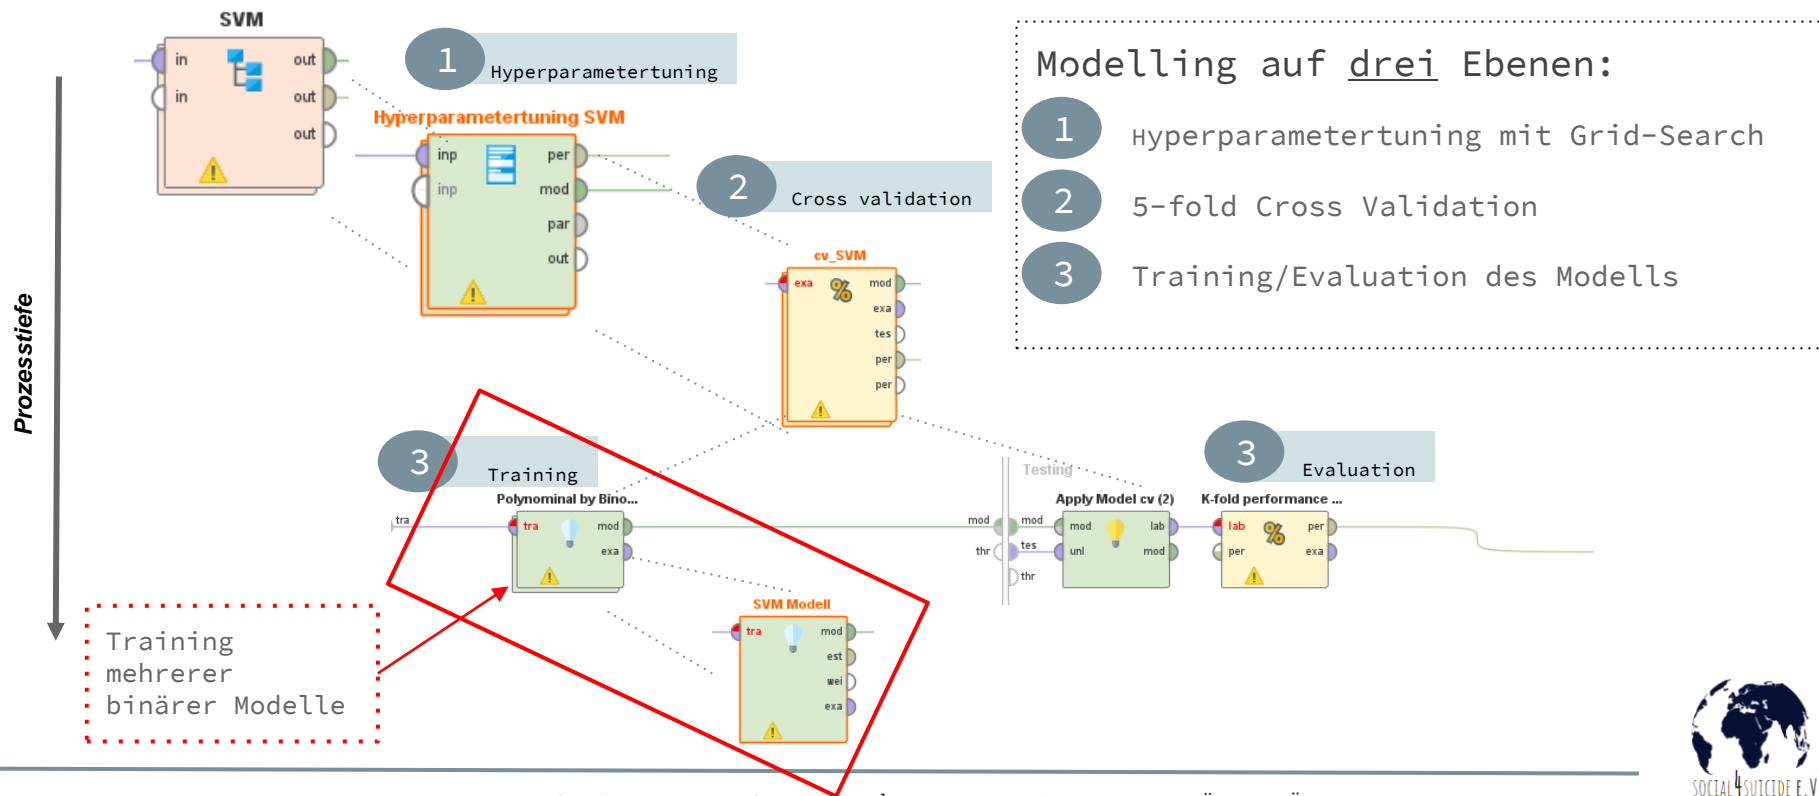 SVM
in out
in out
out
1 Hyperparametertuning
Hyperparametertuning SVM
inp per
inp mod
par
out
2 Cross validation
cv_SVM
exa mod
exa
tes
per
per
Modelling auf drei Ebenen:
1 Hyperparametertuning mit Grid-Search
2 5-fold Cross Validation
3 Training/Evaluation des Modells
Prozesstiefe
3 Training
Polynominal by Bino...
tra
tra mod
exa
SVM Modell
tra mod
est
wei
exa
Training
mehrerer
binärer Modelle
Testing
mod mod
thr tes
thr
Apply Model cv (2)
mod lab
unl mod
3 Evaluation
K-fold performance ...
lab per
per exa
SOCIAL4SUICIDE E.V